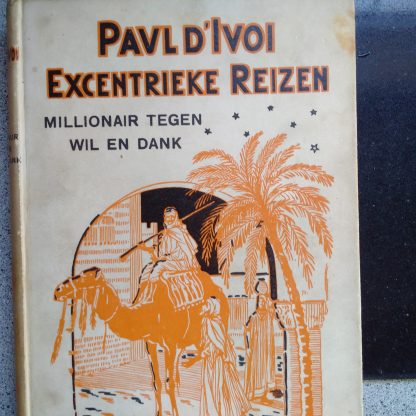 PAVL D'IVOI
EXCENTRIEKE REIZEN
MILLIONAIR TEGEN
WIL EN DANK